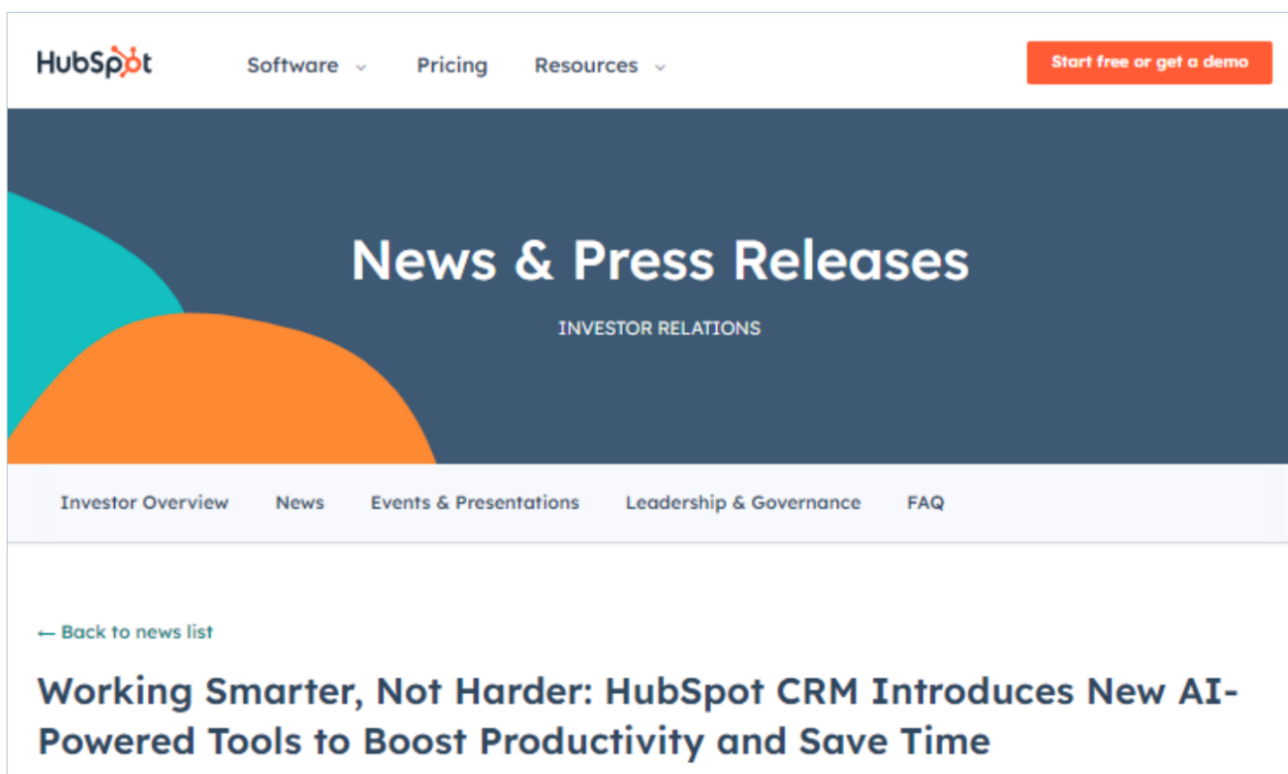 HubSpot Software Pricing Resources Start free or get a demo
News & Press Releases
INVESTOR RELATIONS
Investor Overview News Events & Presentations Leadership & Governance FAQ
← Back to news list
Working Smarter, Not Harder: HubSpot CRM Introduces New AI-
Powered Tools to Boost Productivity and Save Time